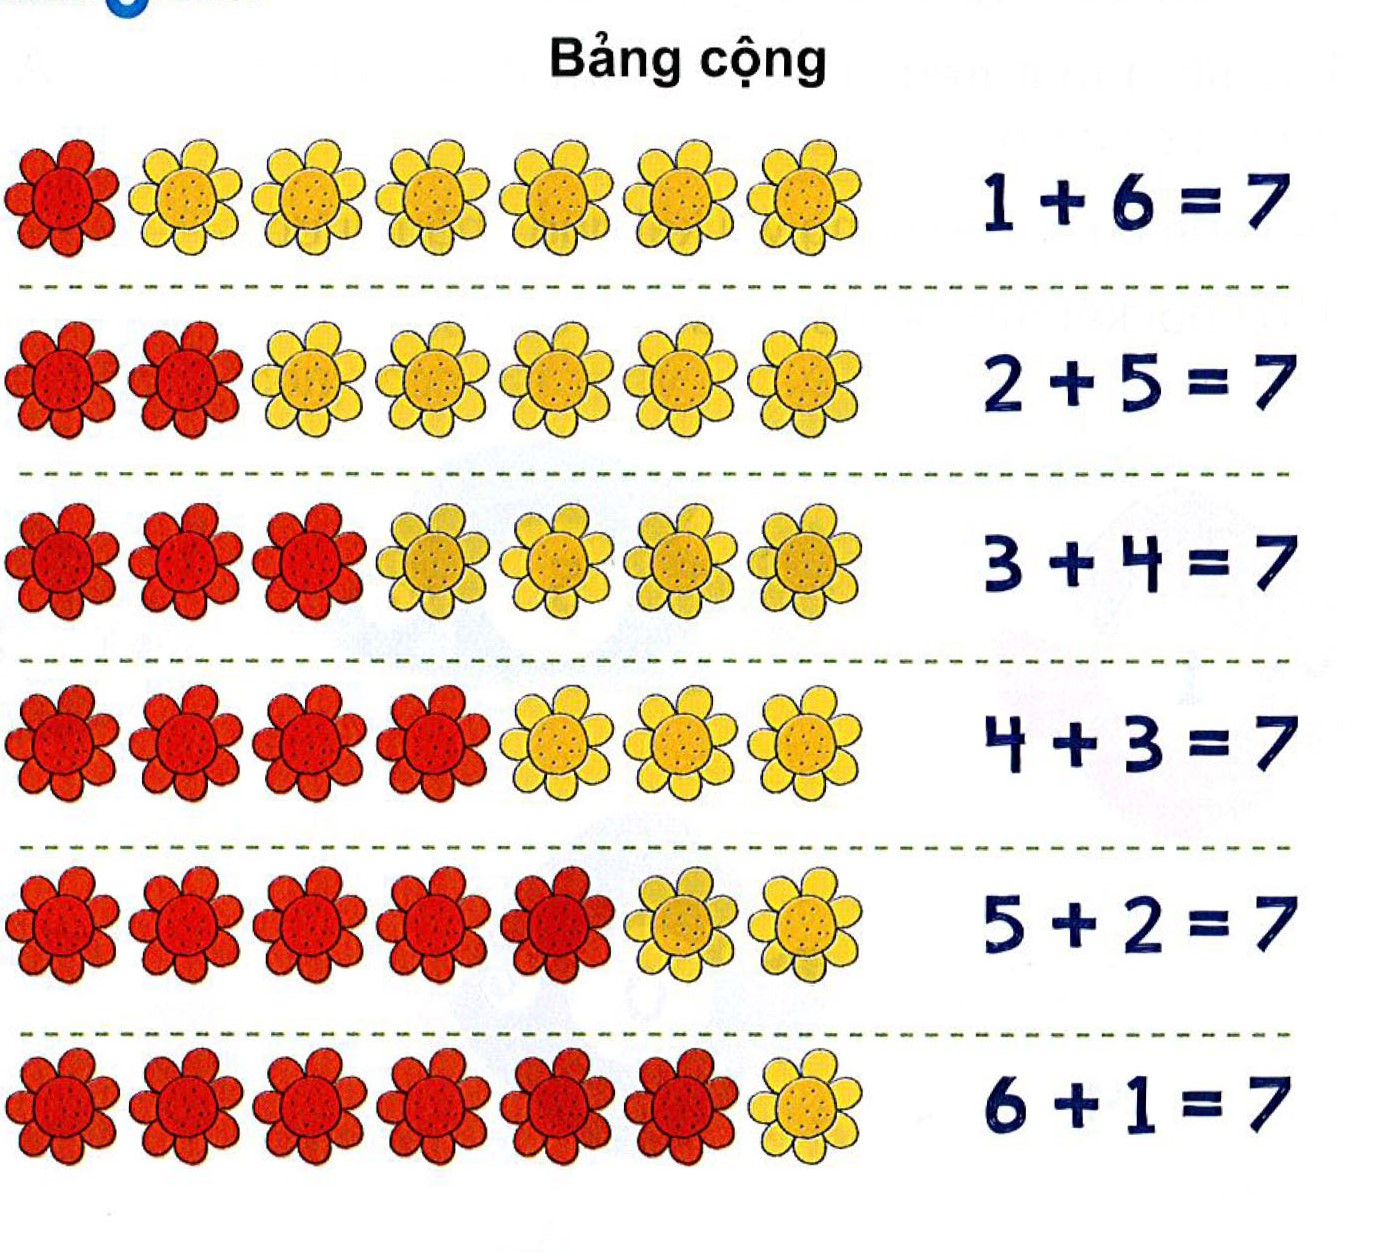 Bảng cộng
1 + 6 = 7
2 + 5 = 7
3 + 4 = 7
4 + 3 = 7
5 + 2 = 7
6 + 1 = 7